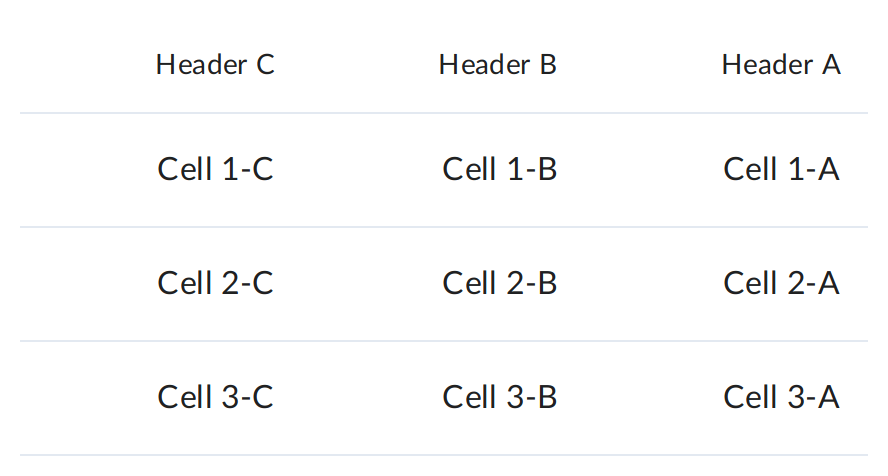 Header C Header B Header A
Cell 1-C Cell 1-B Cell 1-A
Cell 2-C Cell 2-B Cell 2-A
Cell 3-C Cell 3-B Cell 3-A